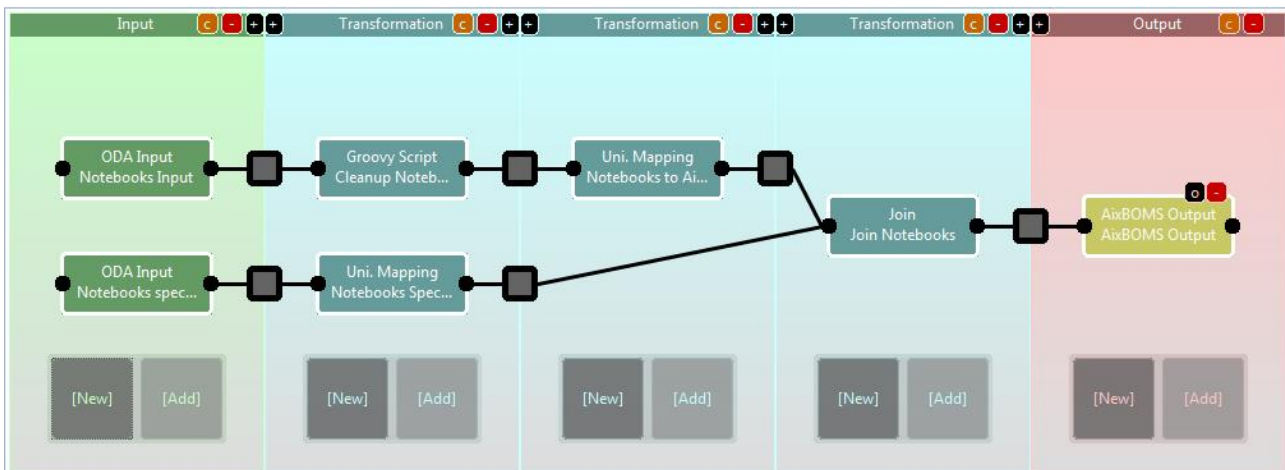 Input c - + + Transformation c - + + Transformation c - + + Transformation c - + + Output c -
ODA Input
Notebooks Input
Groovy Script
Cleanup Noteb...
Uni. Mapping
Notebooks to Ai...
Join
Join Notebooks
o -
AixBOMS Output
AixBOMS Output
ODA Input
Notebooks spec...
Uni. Mapping
Notebooks Spec...
[New] [Add] [New] [Add] [New] [Add] [New] [Add] [New] [Add]